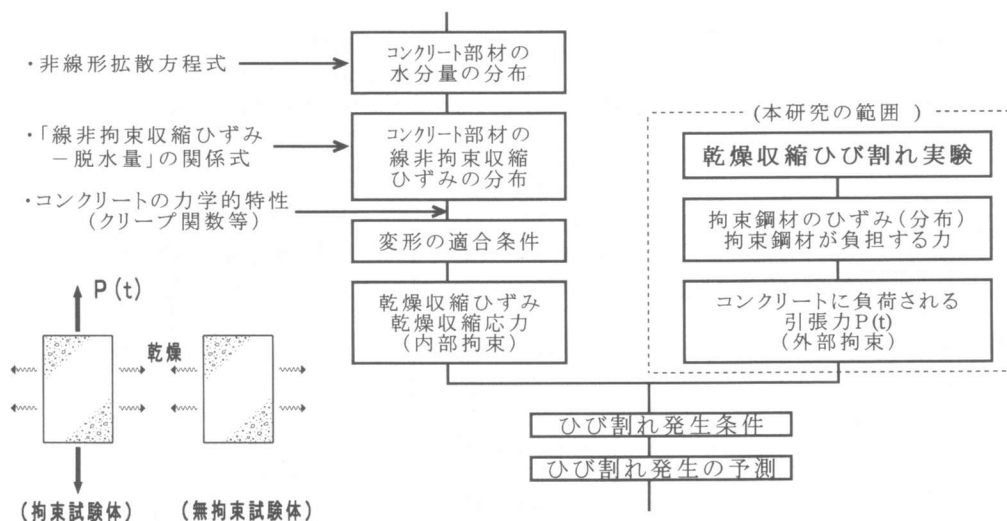 ・非線形拡散方程式
コンクリート部材の
水分量の分布
・「線非拘束収縮ひずみ
－脱水量」の関係式
コンクリート部材の
線非拘束収縮
ひずみの分布
・コンクリートの力学的特性
(クリープ関数等)
変形の適合条件
乾燥収縮ひずみ
乾燥収縮応力
(内部拘束)
(本研究の範囲 )
乾燥収縮ひび割れ実験
拘束鋼材のひずみ(分布)
拘束鋼材が負担する力
コンクリートに負荷される
引張力P(t)
(外部拘束)
ひび割れ発生条件
ひび割れ発生の予測
P(t)
乾燥
(拘束試験体)
(無拘束試験体)